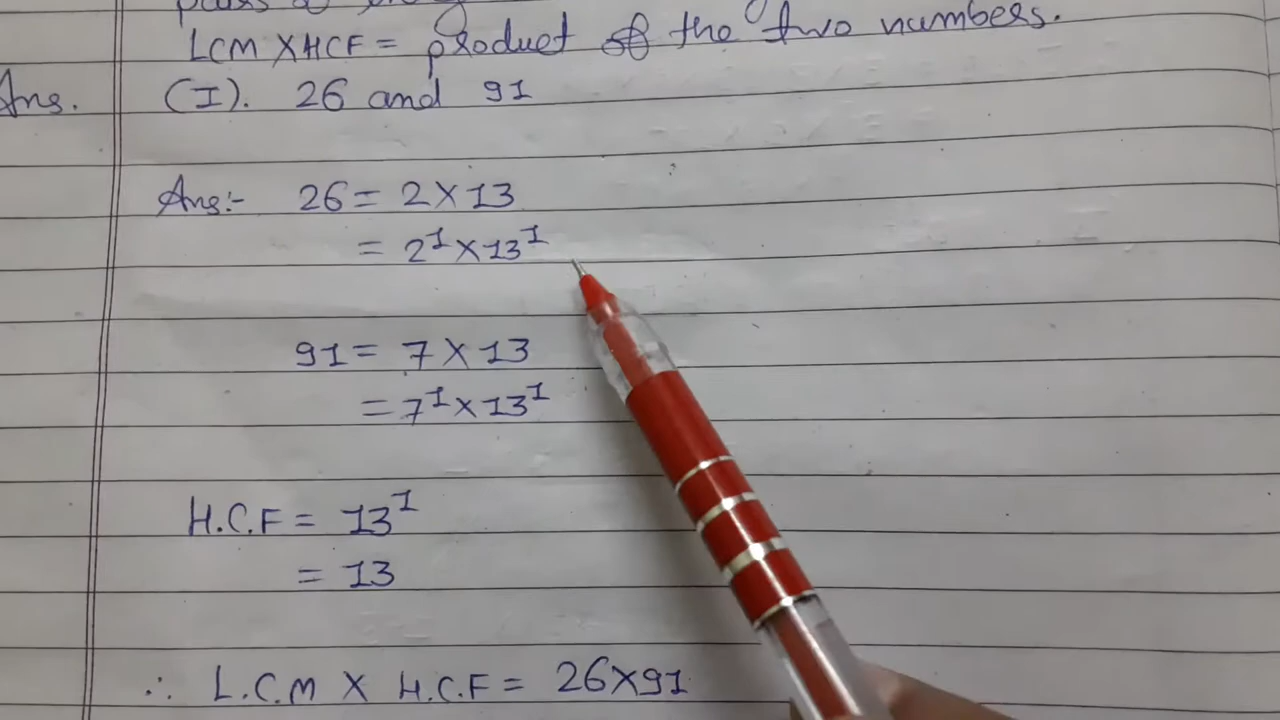 LCM X HCF = product of the two numbers.
Ans. (I). 26 and 91
Ans:- 26 = 2 X 13
= 2¹ X 13¹
91 = 7 X 13
= 7¹ X 13¹
H.C.F = 13¹
= 13
∴ L.C.M X H.C.F = 26 X 91